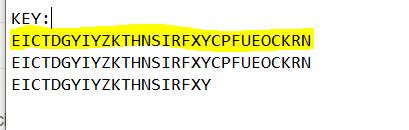 KEY:
EICTDGYIYZKTHNSIRFXYCPFUEOCKRN
EICTDGYIYZKTHNSIRFXYCPFUEOCKRN
EICTDGYIYZKTHNSIRFXY